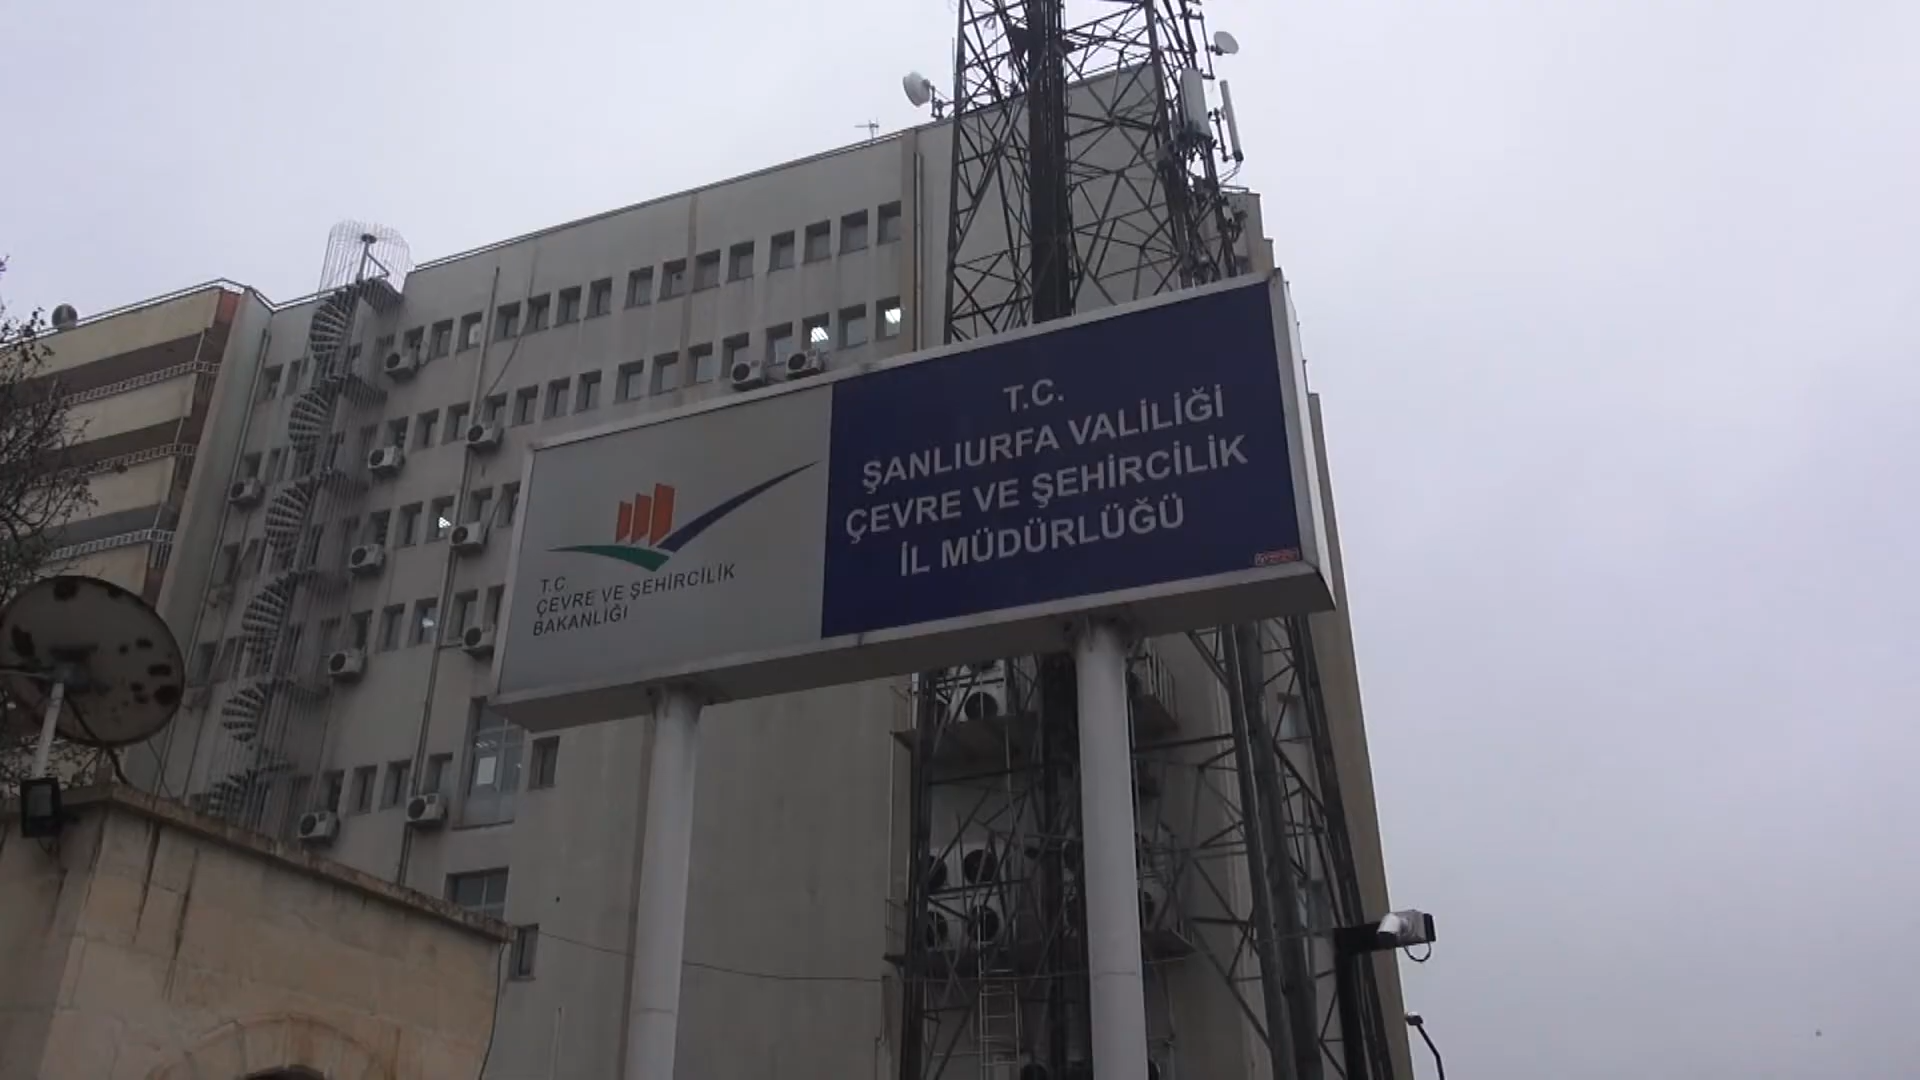 T.C.
ÇEVRE VE ŞEHİRCİLİK
BAKANLIĞI
T.C.
ŞANLIURFA VALİLİĞİ
ÇEVRE VE ŞEHİRCİLİK
İL MÜDÜRLÜĞÜ